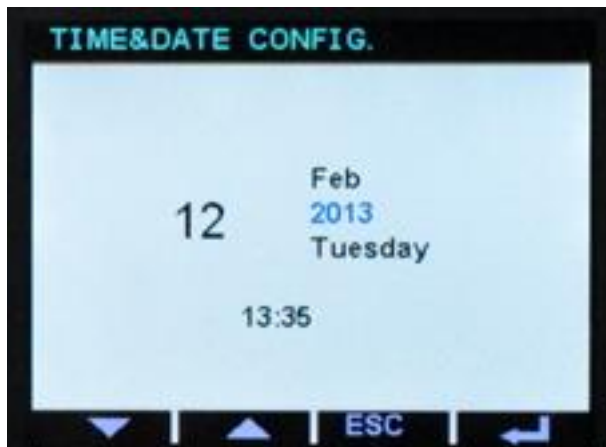 TIME&DATE CONFIG.
Feb
12
2013
Tuesday
13:35
ESC